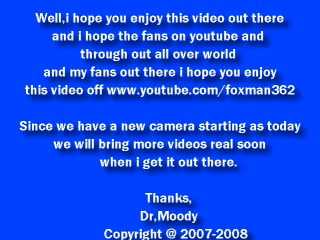 Well,i hope you enjoy this video out there
and i hope the fans on youtube and
through out all over world
and my fans out there i hope you enjoy
this video off www.youtube.com/foxman362
Since we have a new camera starting as today
we will bring more videos real soon
when i get it out there.
Thanks,
Dr,Moody
Copyright @ 2007-2008